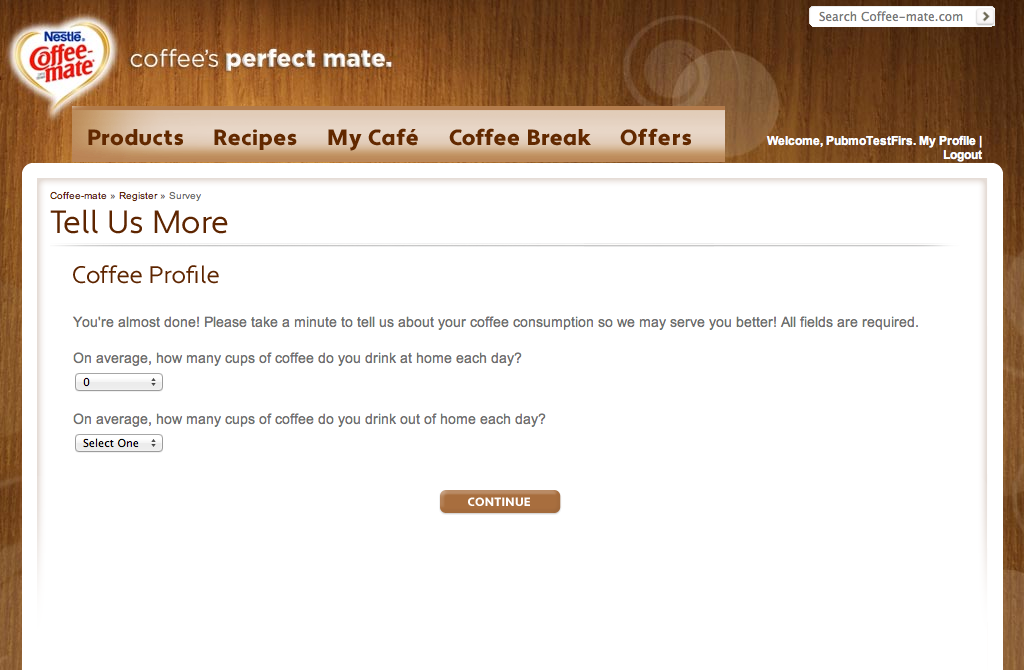 Search Coffee-mate.com
Nestlé®
Coffee-
mate®
coffee's perfect mate.
Products Recipes My Café Coffee Break Offers
Welcome, PubmoTestFirs. My Profile |
Logout
Coffee-mate » Register » Survey
Tell Us More
Coffee Profile
You're almost done! Please take a minute to tell us about your coffee consumption so we may serve you better! All fields are required.
On average, how many cups of coffee do you drink at home each day?
0
On average, how many cups of coffee do you drink out of home each day?
Select One
CONTINUE